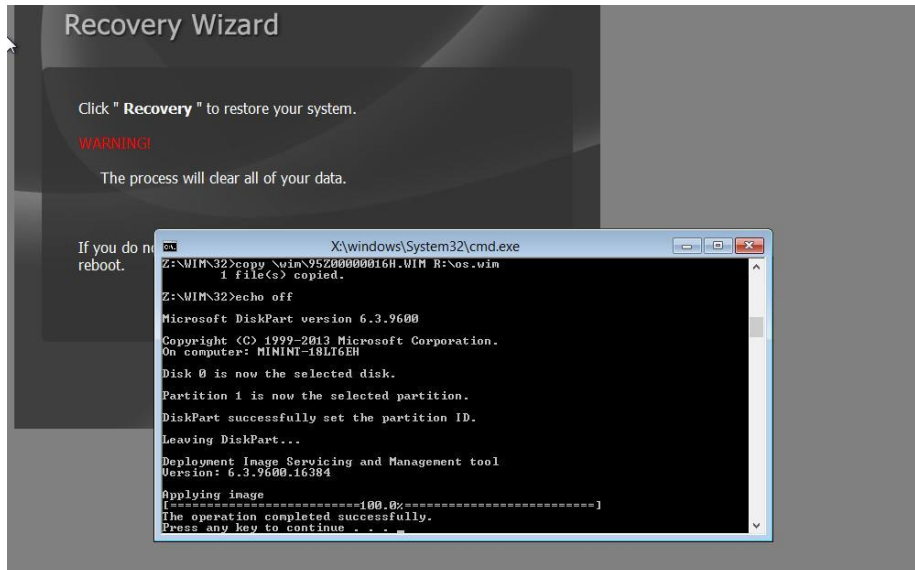 Recovery Wizard
Click " Recovery " to restore your system.
WARNING!
The process will clear all of your data.
If you do no
reboot.
X:\windows\System32\cmd.exe
Z:\WIM\32>copy \wim\95Z00000016H.WIM R:\os.wim
1 file(s) copied.
Z:\WIM\32>echo off
Microsoft DiskPart version 6.3.9600
Copyright (C) 1999-2013 Microsoft Corporation.
On computer: MININT-18LT6EH
Disk 0 is now the selected disk.
Partition 1 is now the selected partition.
DiskPart successfully set the partition ID.
Leaving DiskPart...
Deployment Image Servicing and Management tool
Version: 6.3.9600.16384
Applying image
[==========================100.0%==========================]
The operation completed successfully.
Press any key to continue . . .